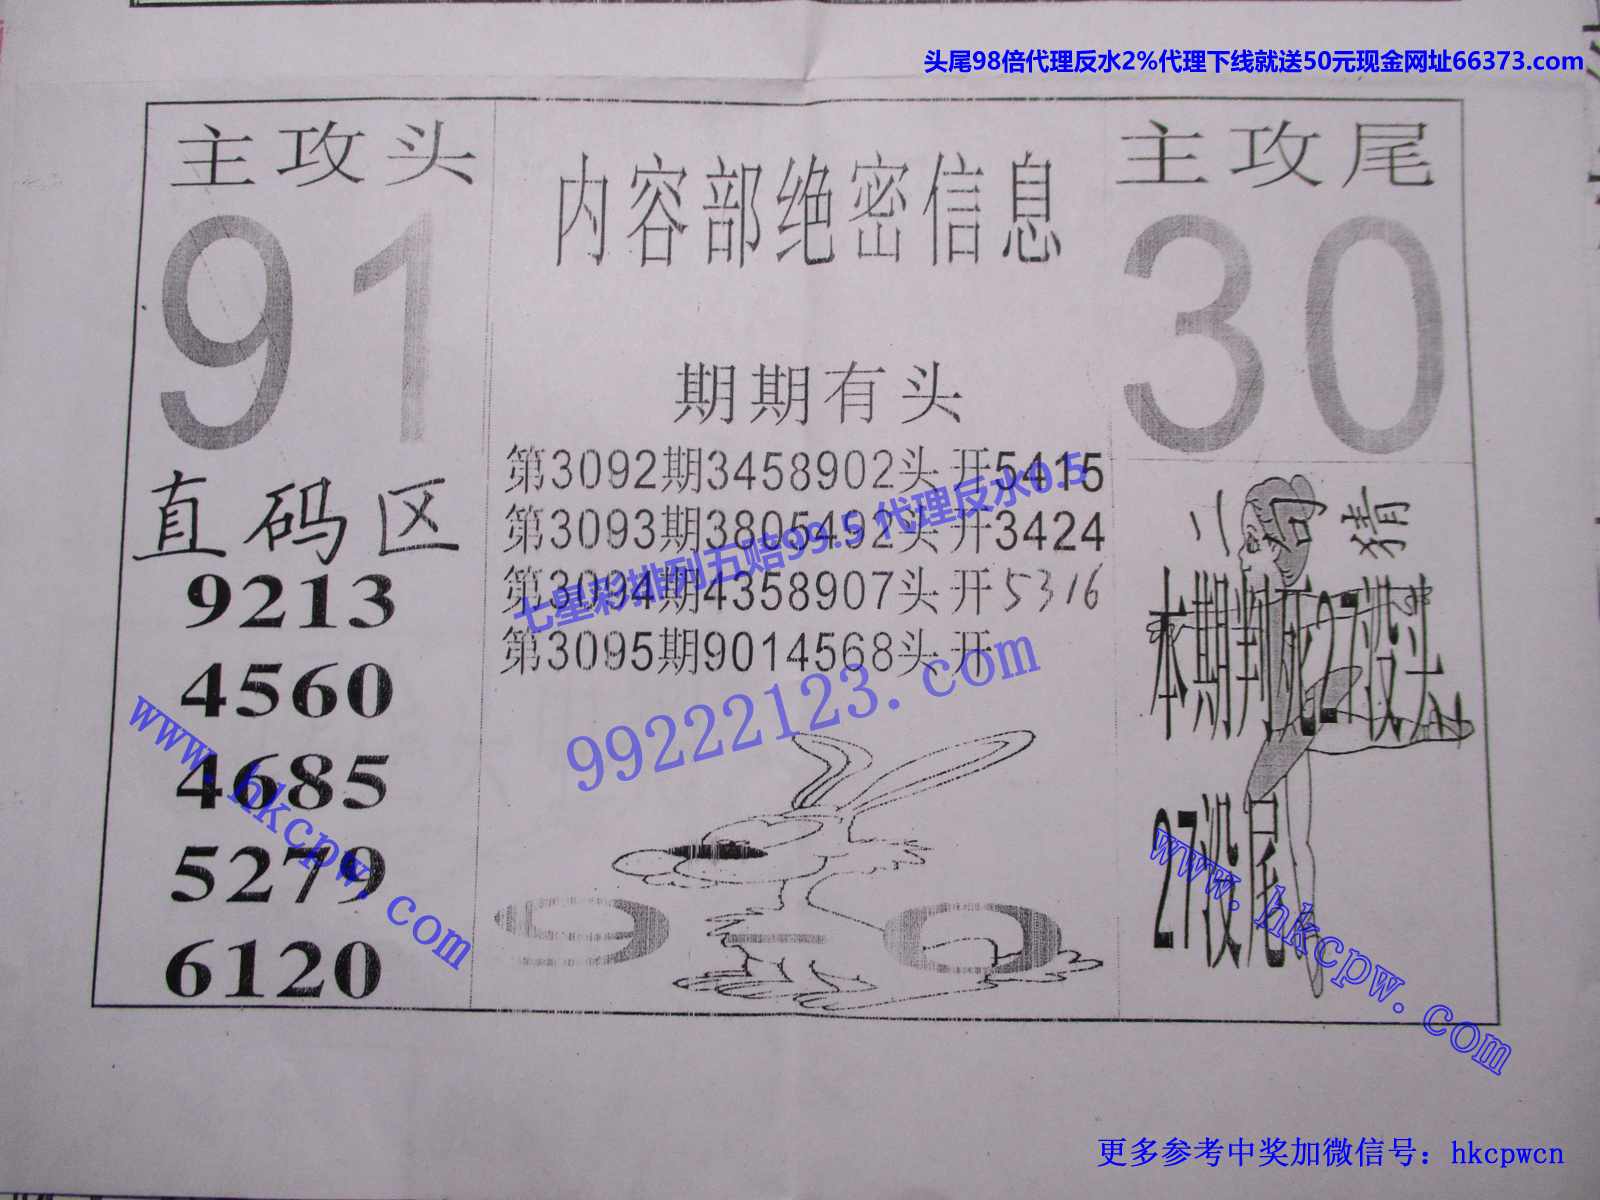 头尾98倍代理反水2%代理下线就送50元现金网址66373.com
主攻头
91
内容部绝密信息
主攻尾
30
期期有头
第3092期3458902头开5415
第3093期3805492头开3424
第3094期4358907头开5316
第3095期9014568头开
七星彩排列五赔99.5 代理反水0.5
99222123.com
直码区
9213
4560
4685
5279
6120
9-0
二句猜
本期判死27没头
27没尾
www.hkcpw.com
www.hkcpw.com
更多参考中奖加微信号：hkcpwcn